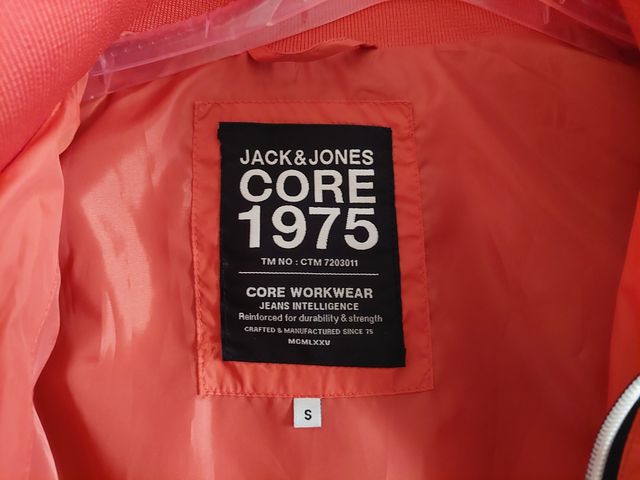 JACK&JONES
CORE
1975
TM NO : CTM 7203011
CORE WORKWEAR
JEANS INTELLIGENCE
Reinforced for durability & strength
CRAFTED & MANUFACTURED SINCE 75
MCMLXXV
S